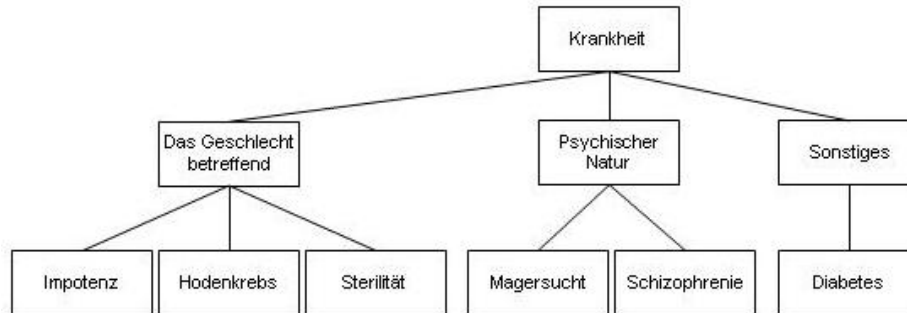 Krankheit
Das Geschlecht
betreffend
Psychischer
Natur
Sonstiges
Impotenz
Hodenkrebs
Sterilität
Magersucht
Schizophrenie
Diabetes